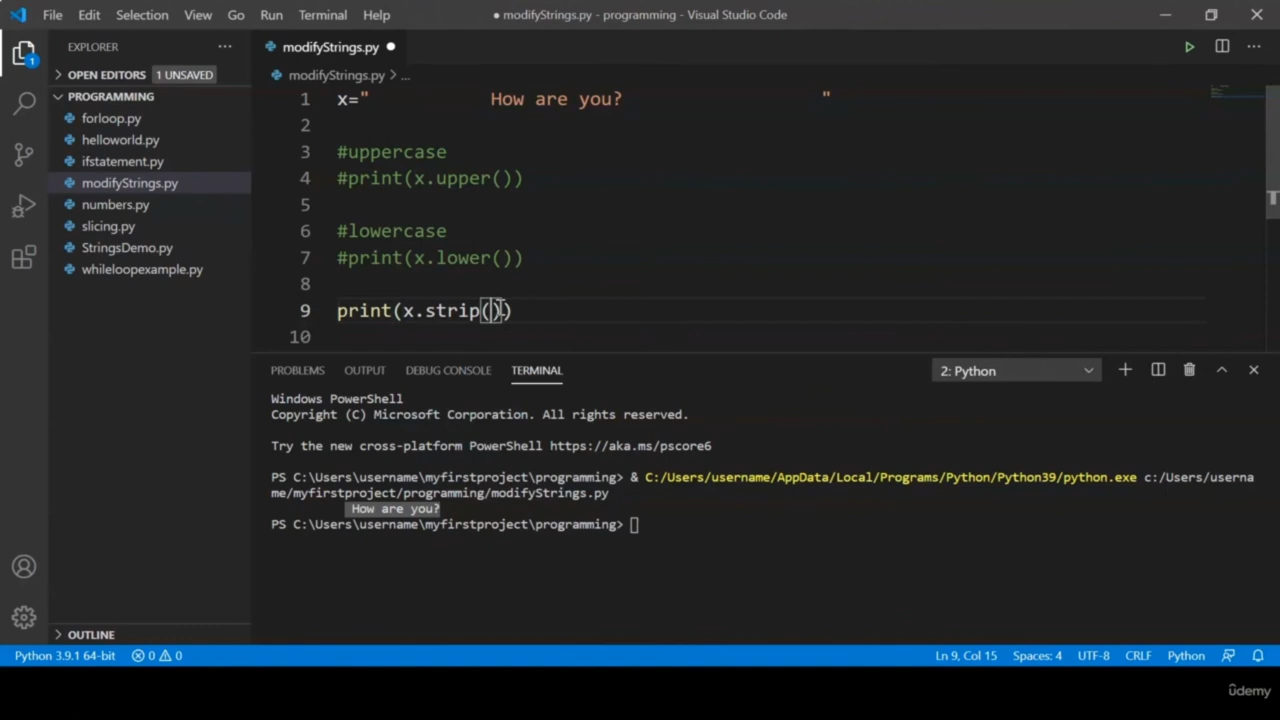 File Edit Selection View Go Run Terminal Help
● modifyStrings.py - programming - Visual Studio Code
EXPLORER
modifyStrings.py
OPEN EDITORS 1 UNSAVED
modifyStrings.py > ...
PROGRAMMING
forloop.py
helloworld.py
ifstatement.py
modifyStrings.py
numbers.py
slicing.py
StringsDemo.py
whileloopexample.py
1 x="           How are you?                  "
2
3 #uppercase
4 #print(x.upper())
5
6 #lowercase
7 #print(x.lower())
8
9 print(x.strip())
10
PROBLEMS OUTPUT DEBUG CONSOLE TERMINAL
2: Python
Windows PowerShell
Copyright (C) Microsoft Corporation. All rights reserved.
Try the new cross-platform PowerShell https://aka.ms/pscore6
PS C:\Users\username\myfirstproject\programming> & C:/Users/username/AppData/Local/Programs/Python/Python39/python.exe c:/Users/userna
me/myfirstproject/programming/modifyStrings.py
How are you?
PS C:\Users\username\myfirstproject\programming>
1
OUTLINE
Python 3.9.1 64-bit 0 0
Ln 9, Col 15 Spaces: 4 UTF-8 CRLF Python
ûdemy